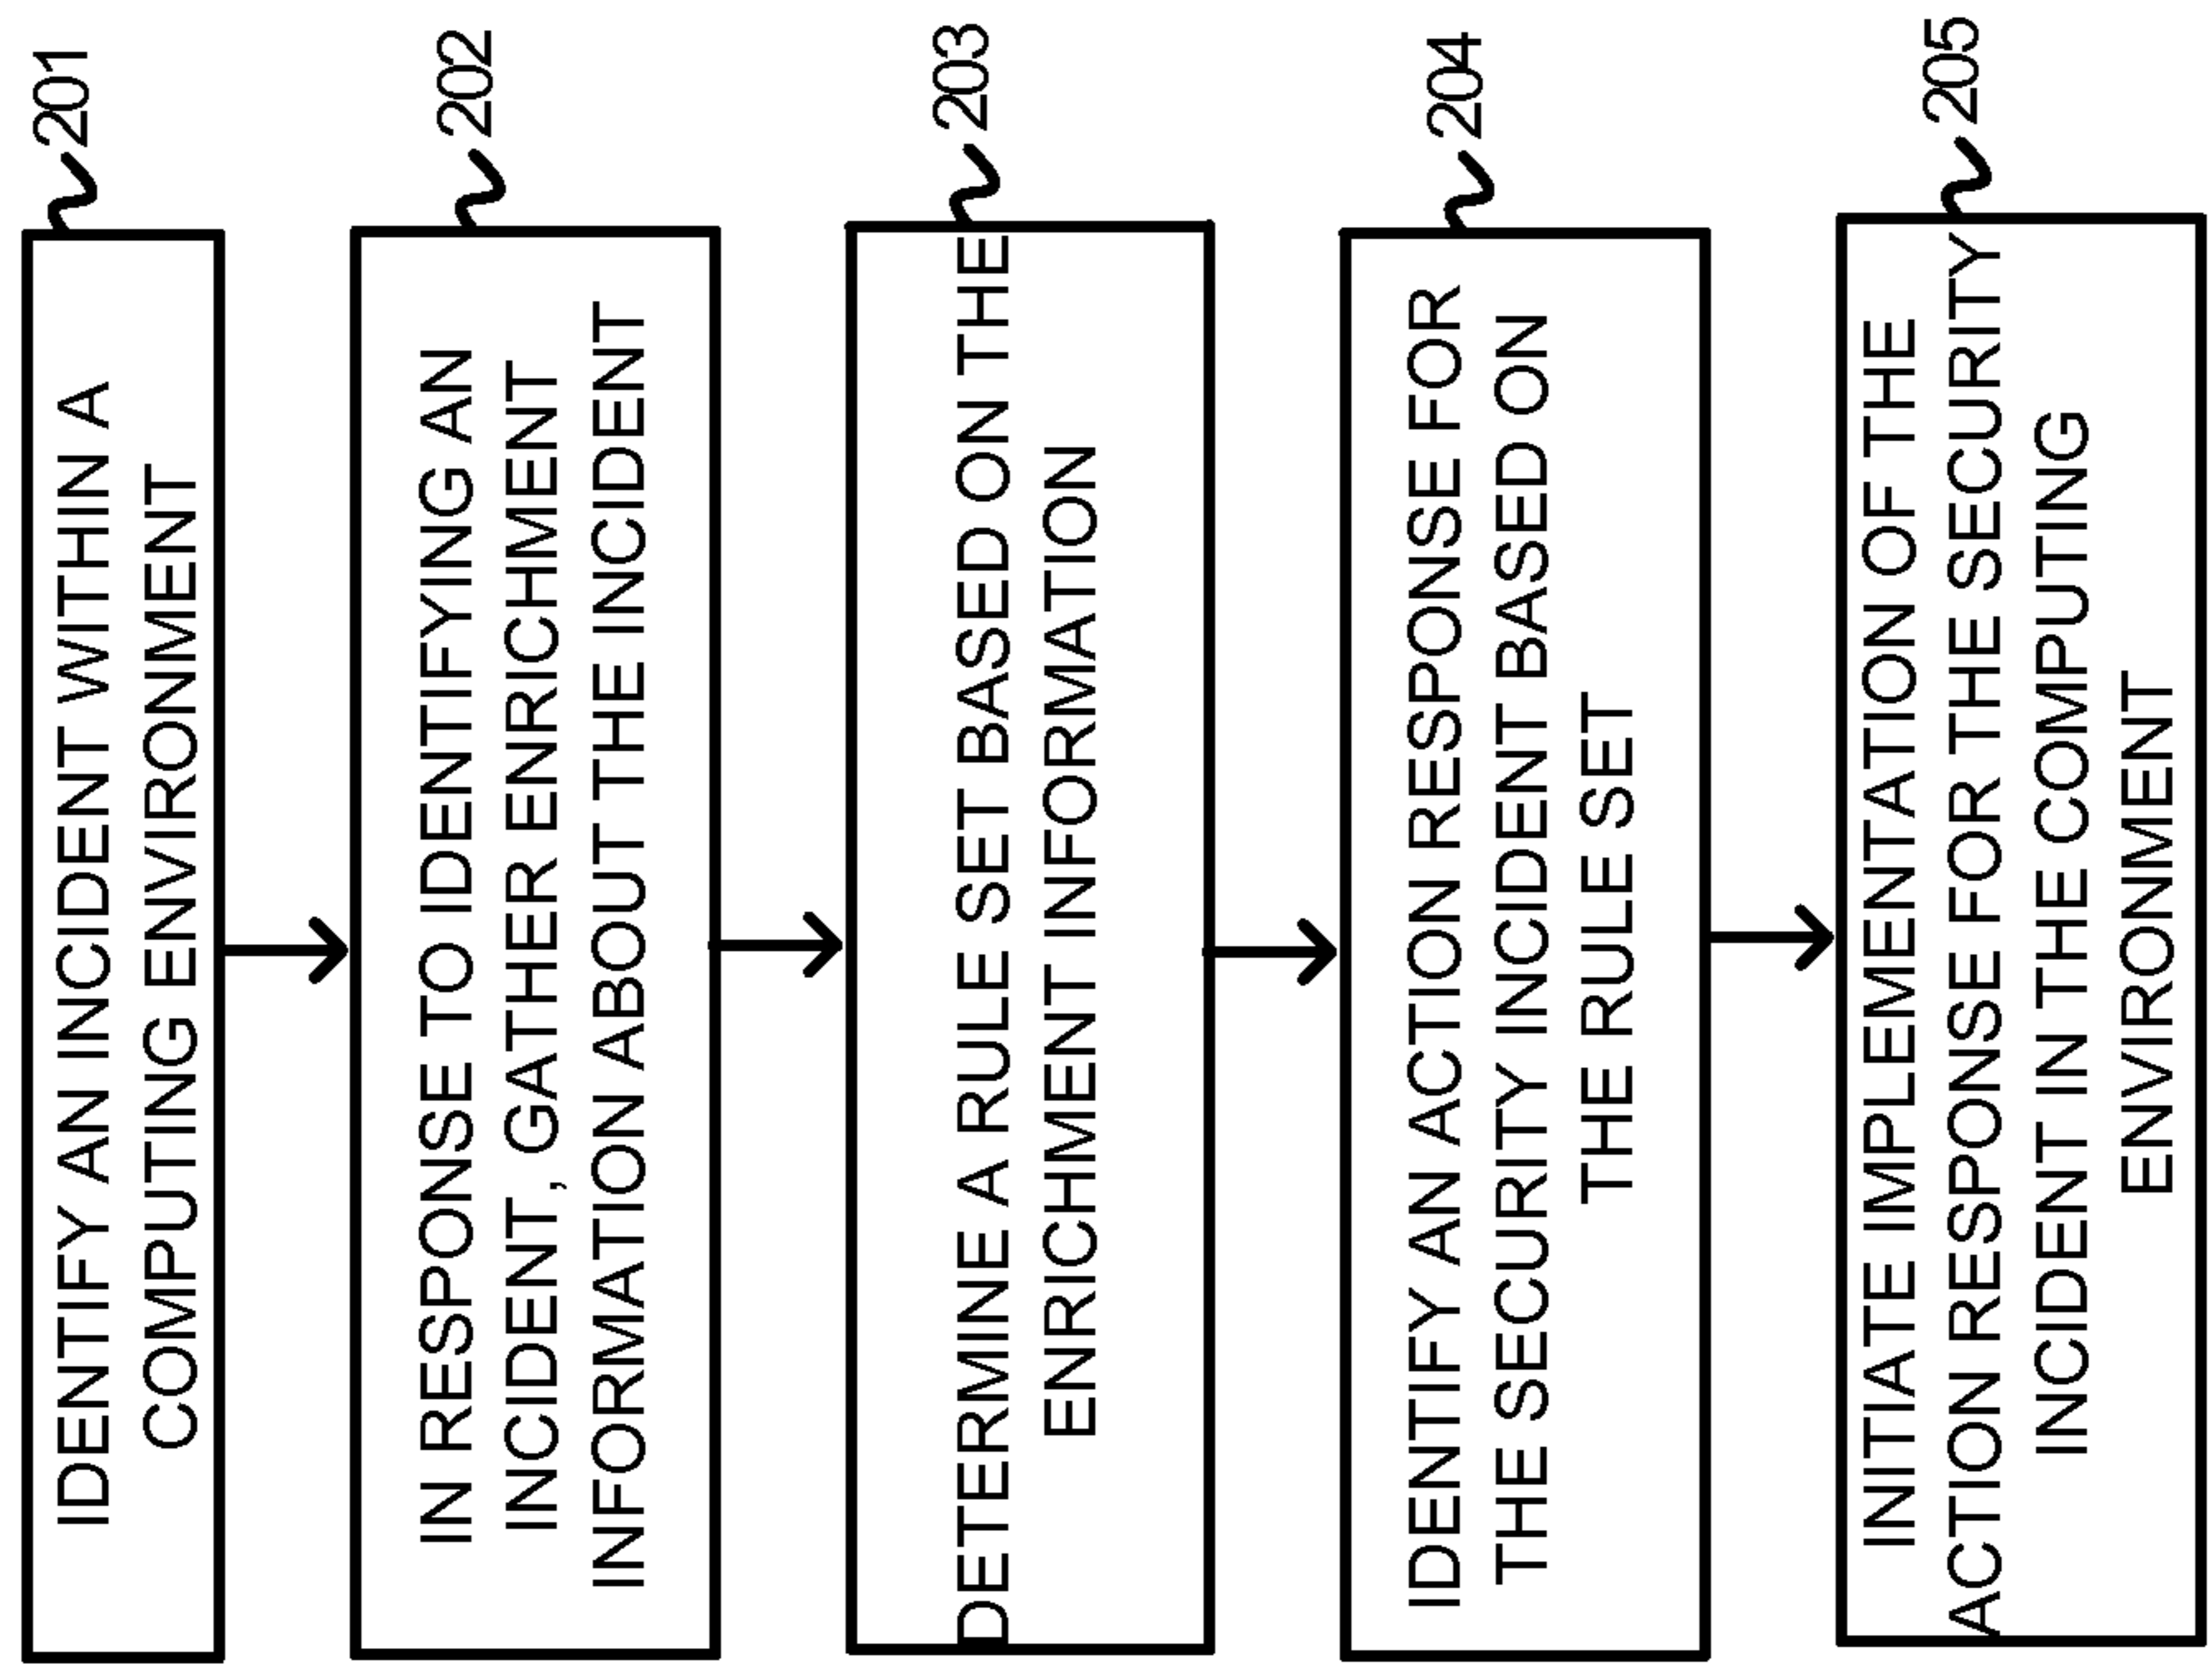 201
IDENTIFY AN INCIDENT WITHIN A
COMPUTING ENVIRONMENT
202
IN RESPONSE TO IDENTIFYING AN
INCIDENT, GATHER ENRICHMENT
INFORMATION ABOUT THE INCIDENT
203
DETERMINE A RULE SET BASED ON THE
ENRICHMENT INFORMATION
204
IDENTIFY AN ACTION RESPONSE FOR
THE SECURITY INCIDENT BASED ON
THE RULE SET
205
INITIATE IMPLEMENTATION OF THE
ACTION RESPONSE FOR THE SECURITY
INCIDENT IN THE COMPUTING
ENVIRONMENT